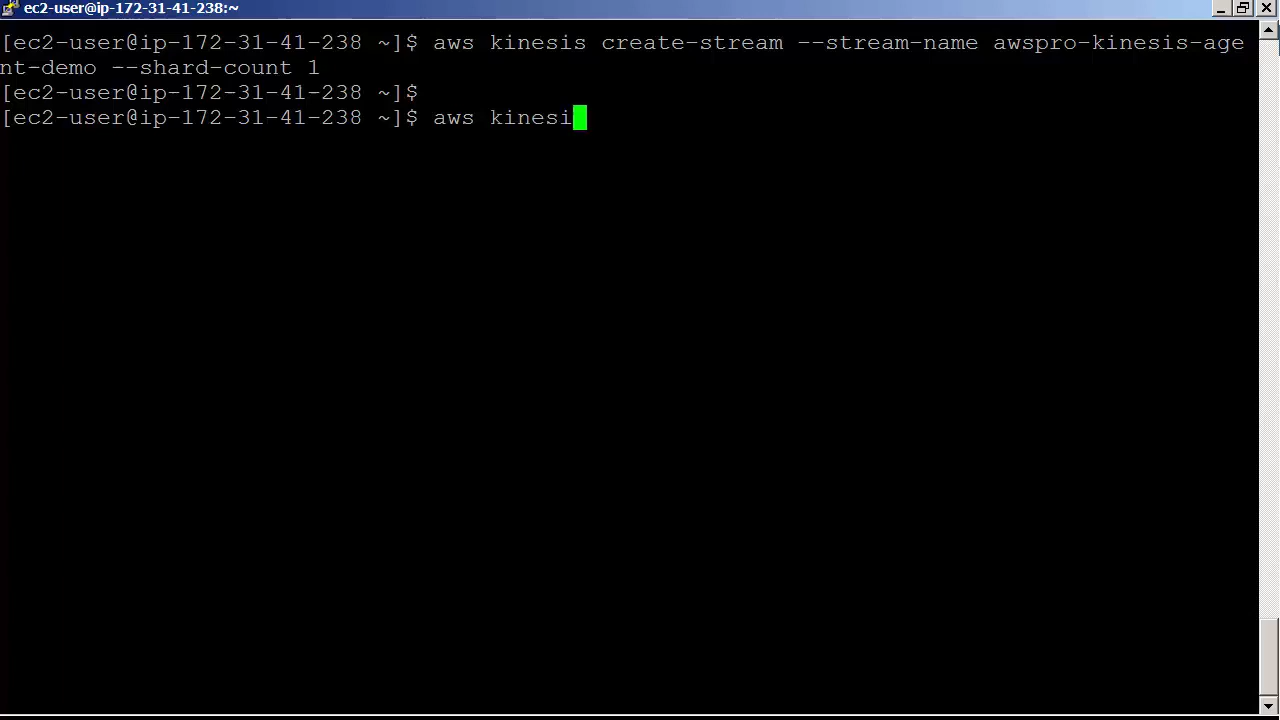 ec2-user@ip-172-31-41-238:~
[ec2-user@ip-172-31-41-238 ~]$ aws kinesis create-stream --stream-name awspro-kinesis-age
nt-demo --shard-count 1
[ec2-user@ip-172-31-41-238 ~]$
[ec2-user@ip-172-31-41-238 ~]$ aws kinesi